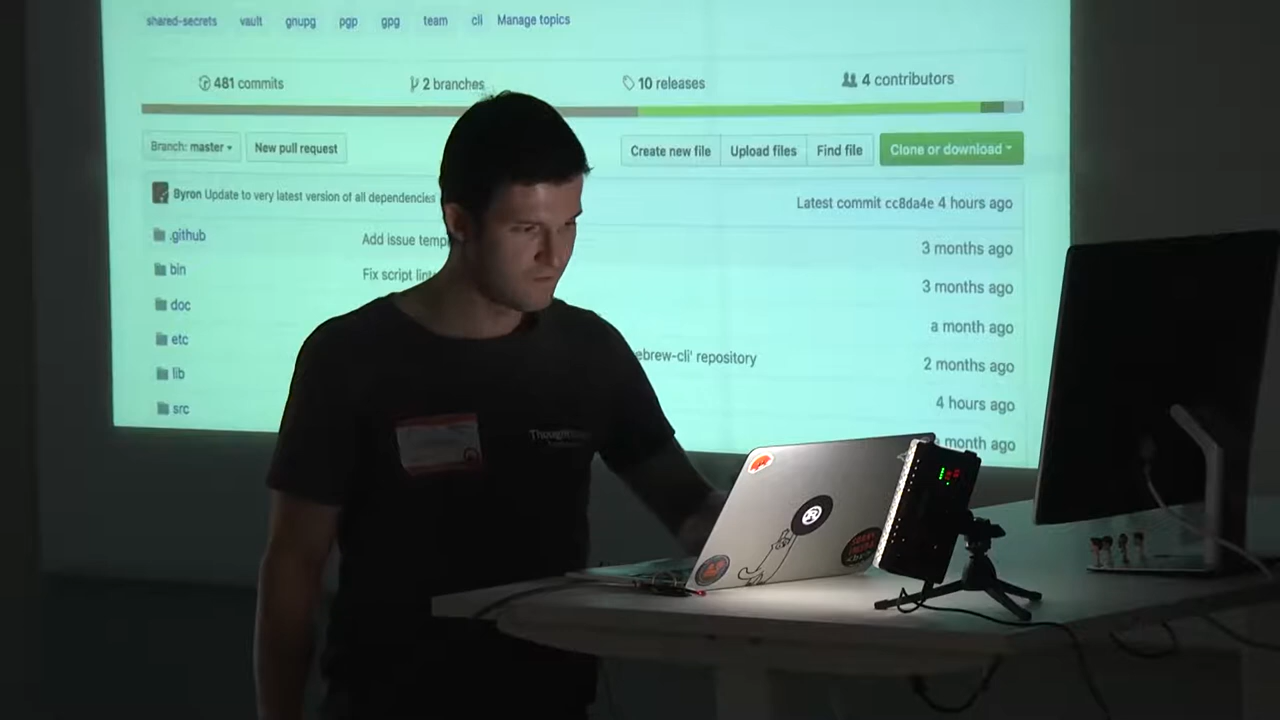 shared-secrets vault gnupg pgp gpg team cli Manage topics
481 commits 2 branches 10 releases 4 contributors
Branch: master New pull request Create new file Upload files Find file Clone or download
Byron Update to very latest version of all dependencies Latest commit cc8da4e 4 hours ago
.github Add issue temp 3 months ago
bin Fix script lint 3 months ago
doc a month ago
etc ebrew-cli' repository 2 months ago
lib 4 hours ago
src month ago